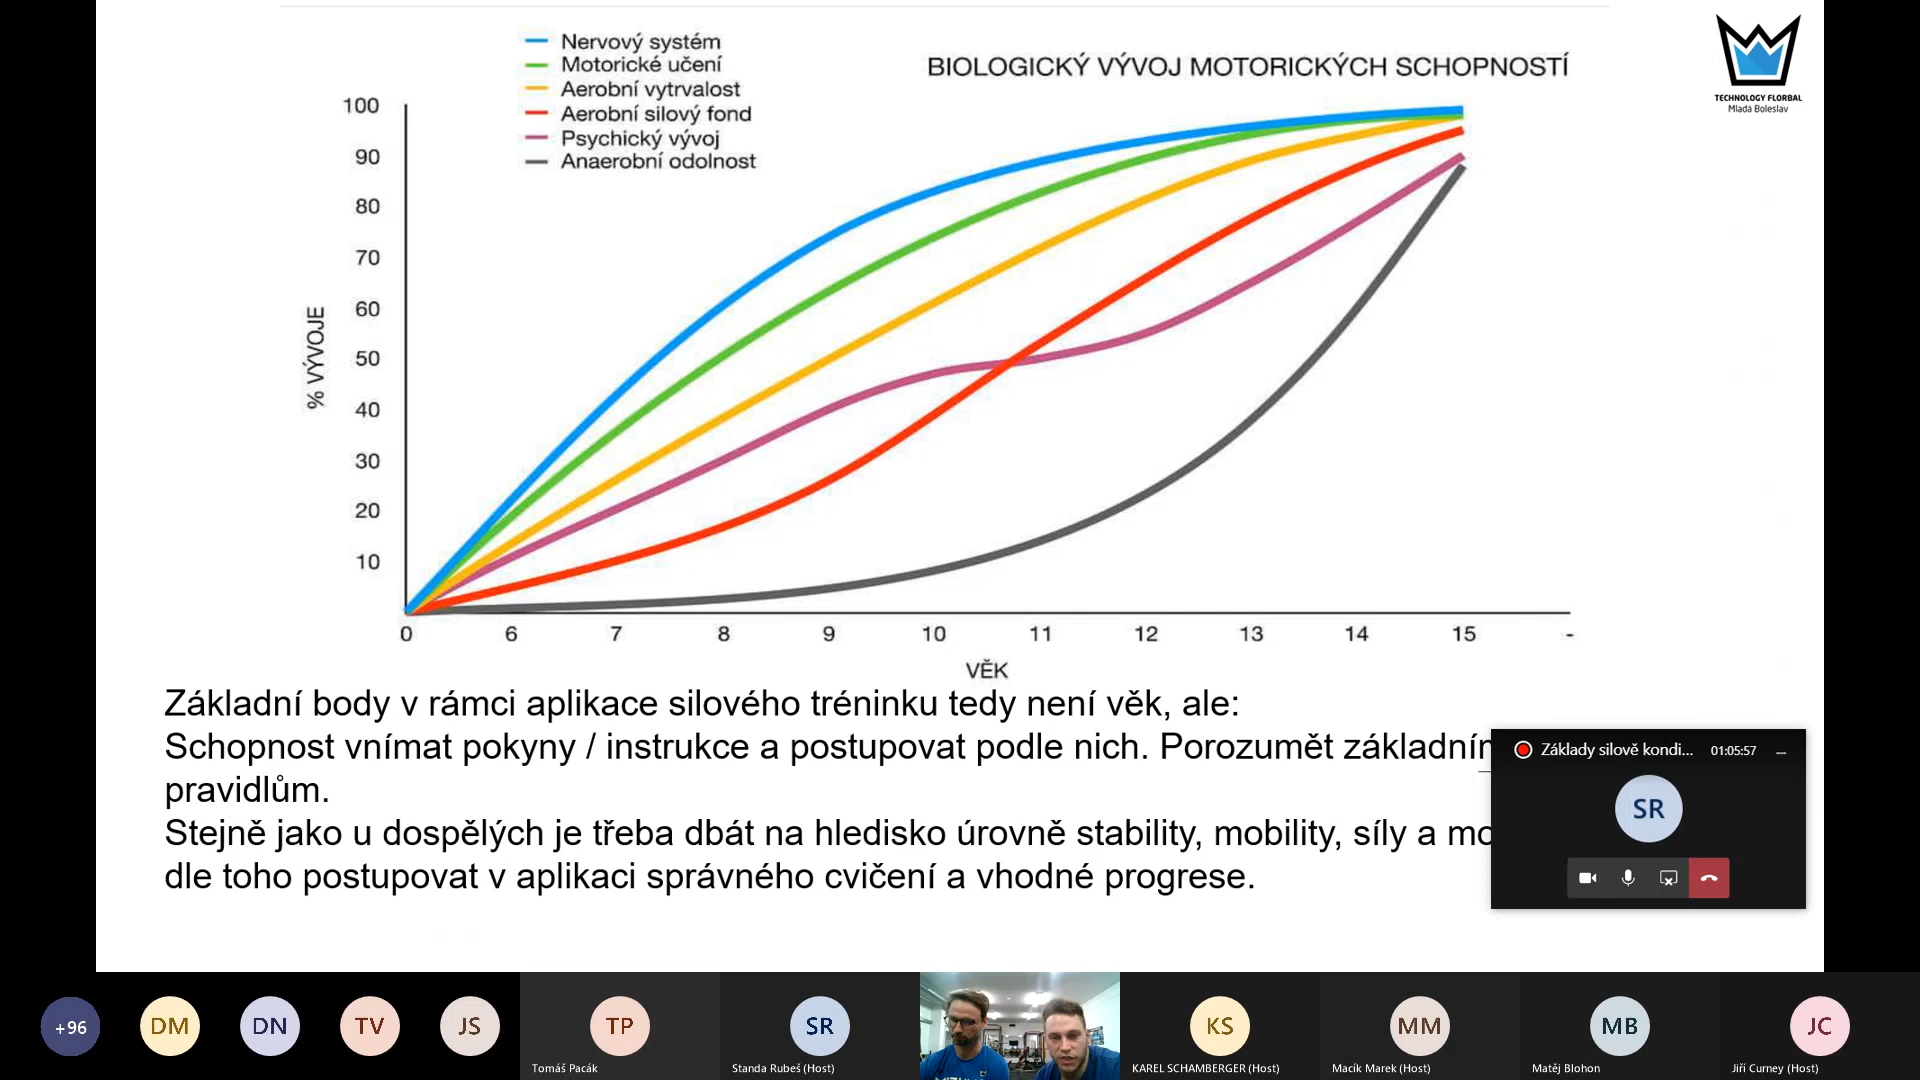 Nervový systém
Motorické učení
Aerobní vytrvalost
Aerobní silový fond
Psychický vývoj
Anaerobní odolnost
BIOLOGICKÝ VÝVOJ MOTORICKÝCH SCHOPNOSTÍ
TECHNOLOGY FLORBAL
Mladá Boleslav
100
90
80
70
60
50
40
30
20
10
% VÝVOJE
0 6 7 8 9 10 11 12 13 14 15 -
VĚK
Základní body v rámci aplikace silového tréninku tedy není věk, ale:
Schopnost vnímat pokyny / instrukce a postupovat podle nich. Porozumět základním
pravidlům.
Stejně jako u dospělých je třeba dbát na hledisko úrovně stability, mobility, síly a
dle toho postupovat v aplikaci správného cvičení a vhodné progrese.
Základy silově kondi... 01:05:57
SR
+96 DM DN TV JS TP SR KS MM MB JC
Tomáš Pacák
Standa Rubeš (Host)
KAREL SCHAMBERGER (Host)
Macík Marek (Host)
Matěj Blohon
Jiří Curney (Host)